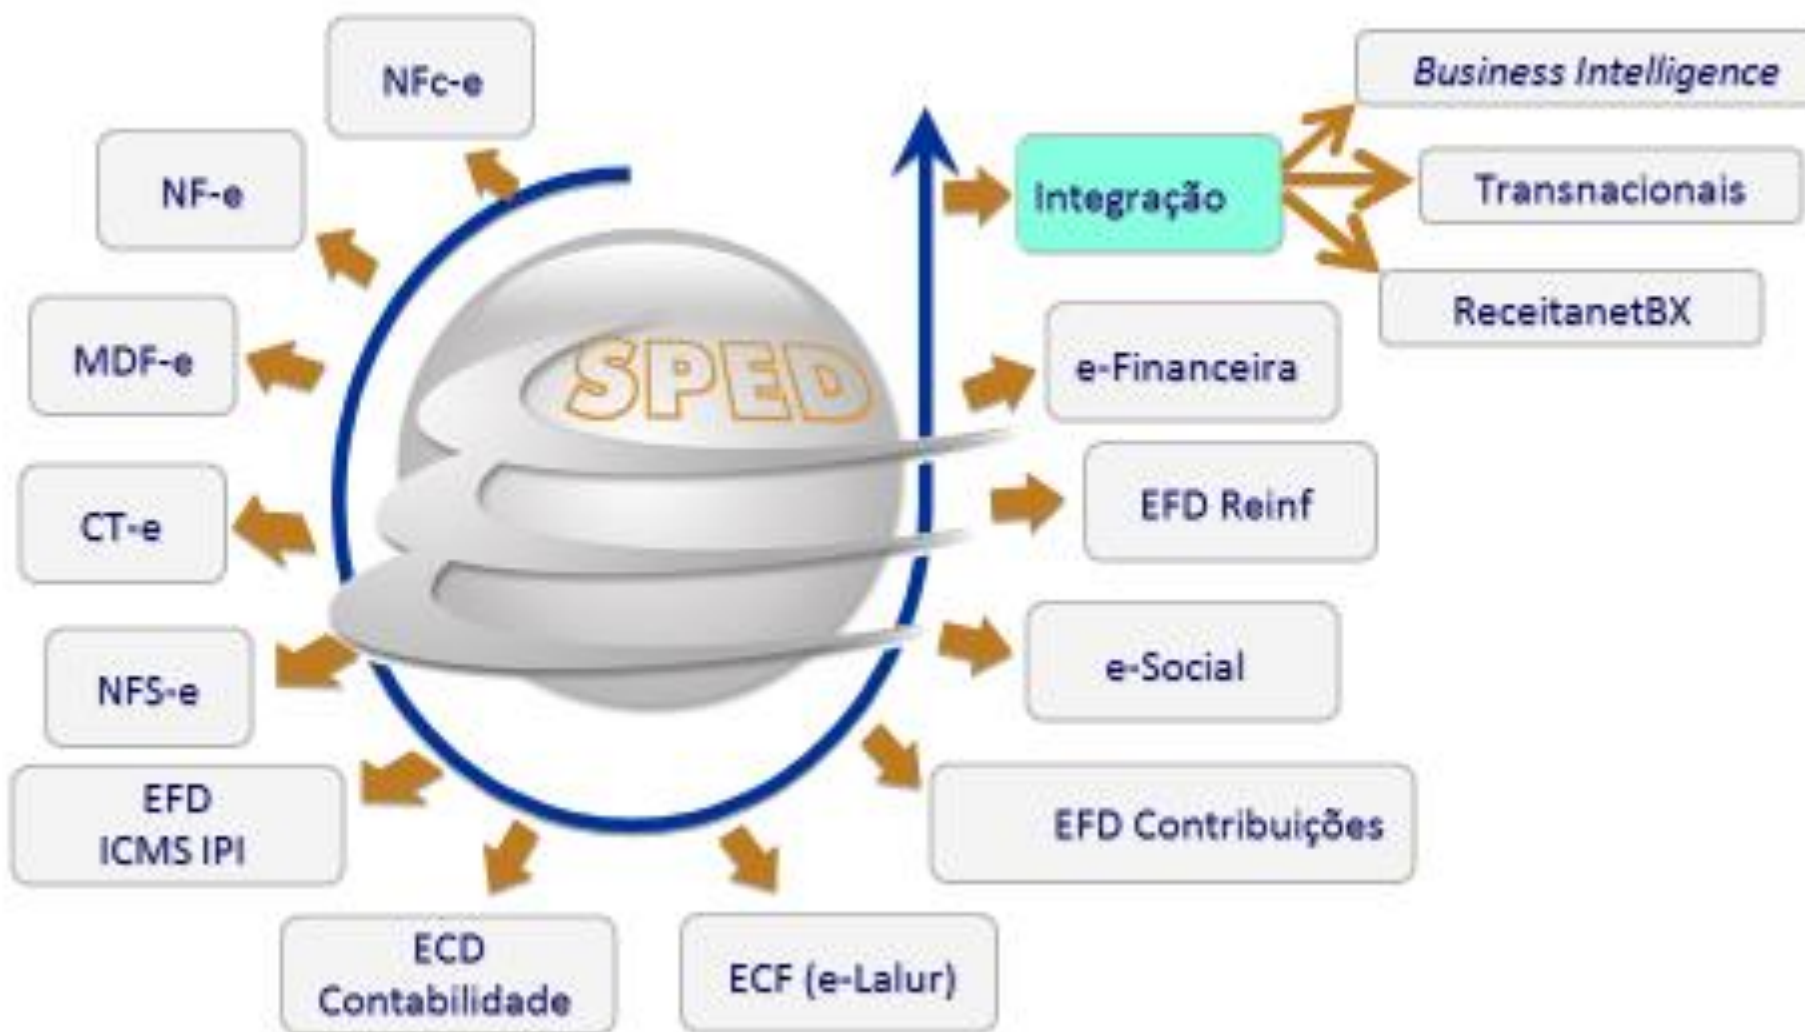 NFc-e
NF-e
MDF-e
CT-e
NFS-e
EFD
ICMS IPI
ECD
Contabilidade
ECF (e-Lalur)
EFD Contribuições
e-Social
EFD Reinf
e-Financeira
Integração
Business Intelligence
Transnacionais
ReceitanetBX
SPED